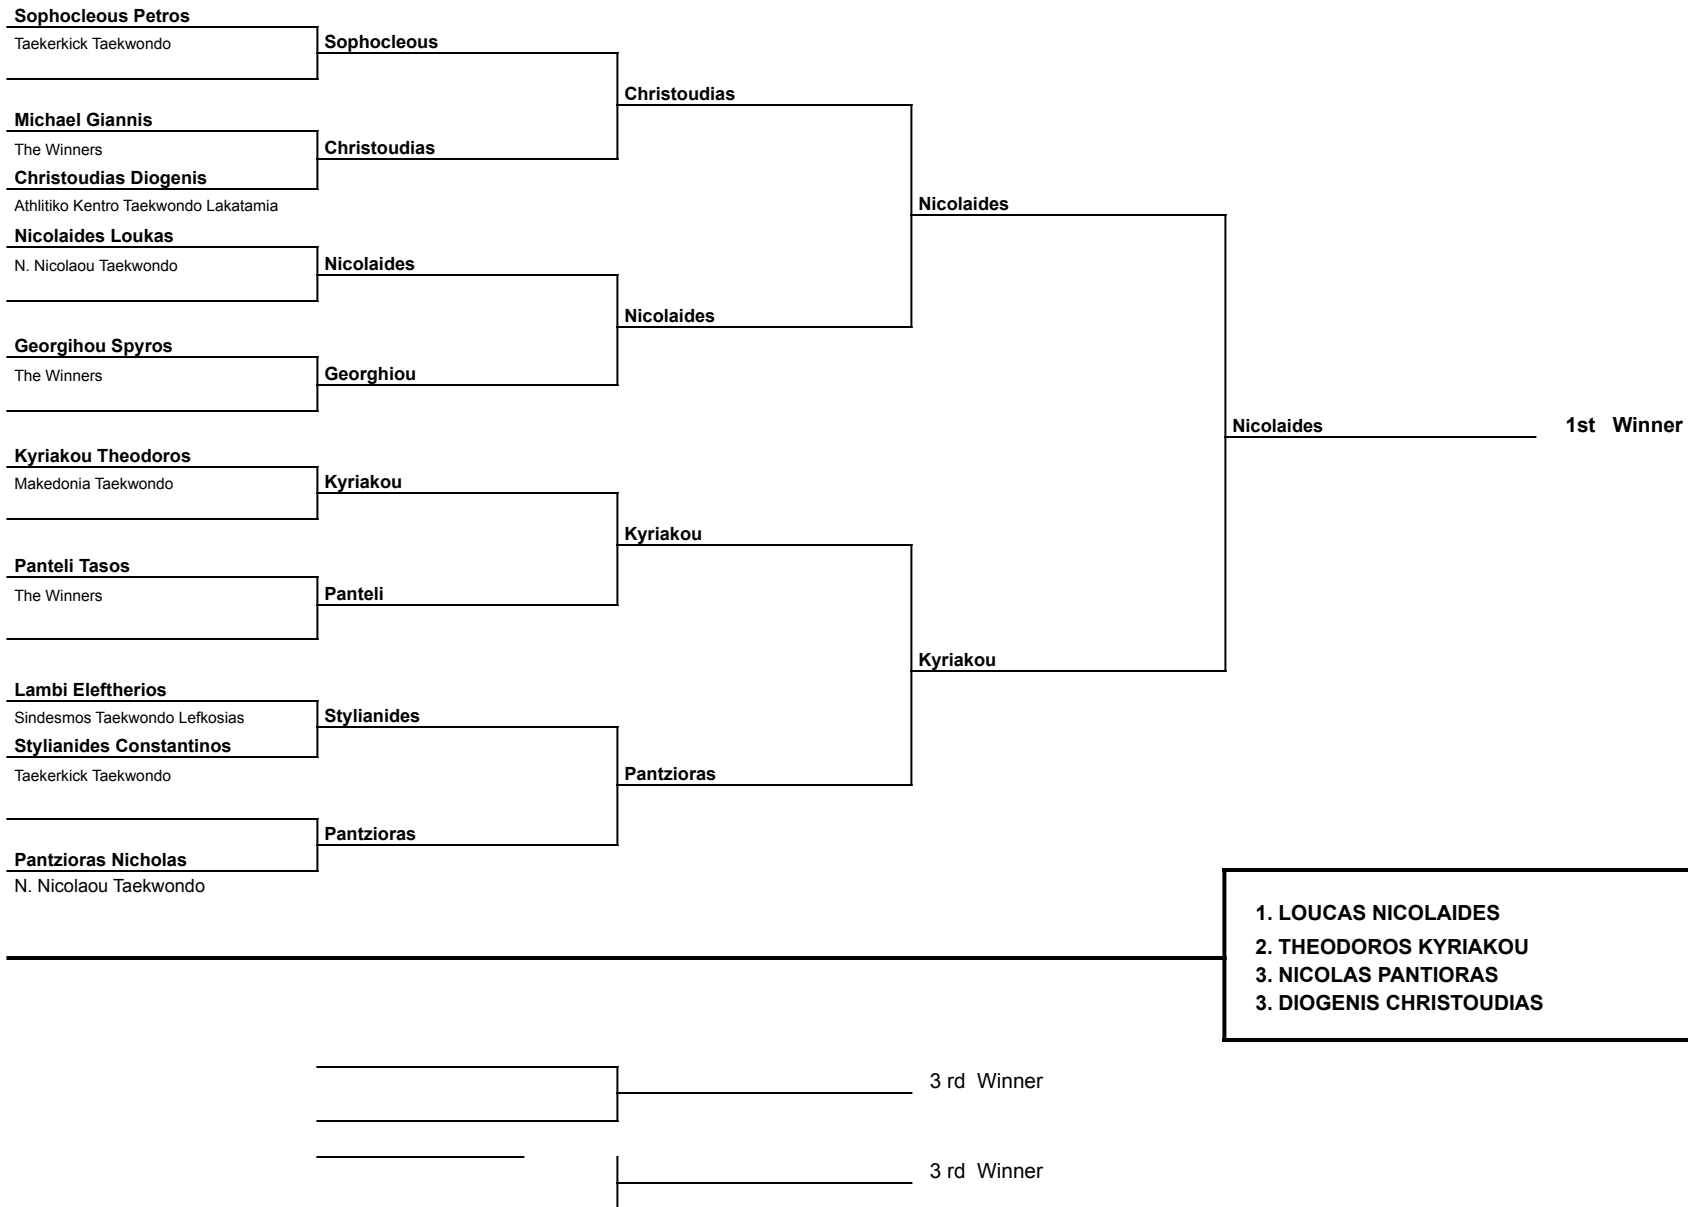 Sophocleous Petros
Taekerkick Taekwondo
Sophocleous
Christoudias
Michael Giannis
The Winners
Christoudias
Christoudias Diogenis
Athlitiko Kentro Taekwondo Lakatamia
Nicolaides
Nicolaides Loukas
N. Nicolaou Taekwondo
Nicolaides
Nicolaides
Georgihou Spyros
The Winners
Georghiou
Nicolaides
1st Winner
Kyriakou Theodoros
Makedonia Taekwondo
Kyriakou
Kyriakou
Panteli Tasos
The Winners
Panteli
Kyriakou
Lambi Eleftherios
Sindesmos Taekwondo Lefkosias
Stylianides
Stylianides Constantinos
Taekerkick Taekwondo
Pantzioras
Pantzioras
Pantzioras Nicholas
N. Nicolaou Taekwondo
1. LOUCAS NICOLAIDES
2. THEODOROS KYRIAKOU
3. NICOLAS PANTIORAS
3. DIOGENIS CHRISTOUDIAS
3 rd Winner
3 rd Winner